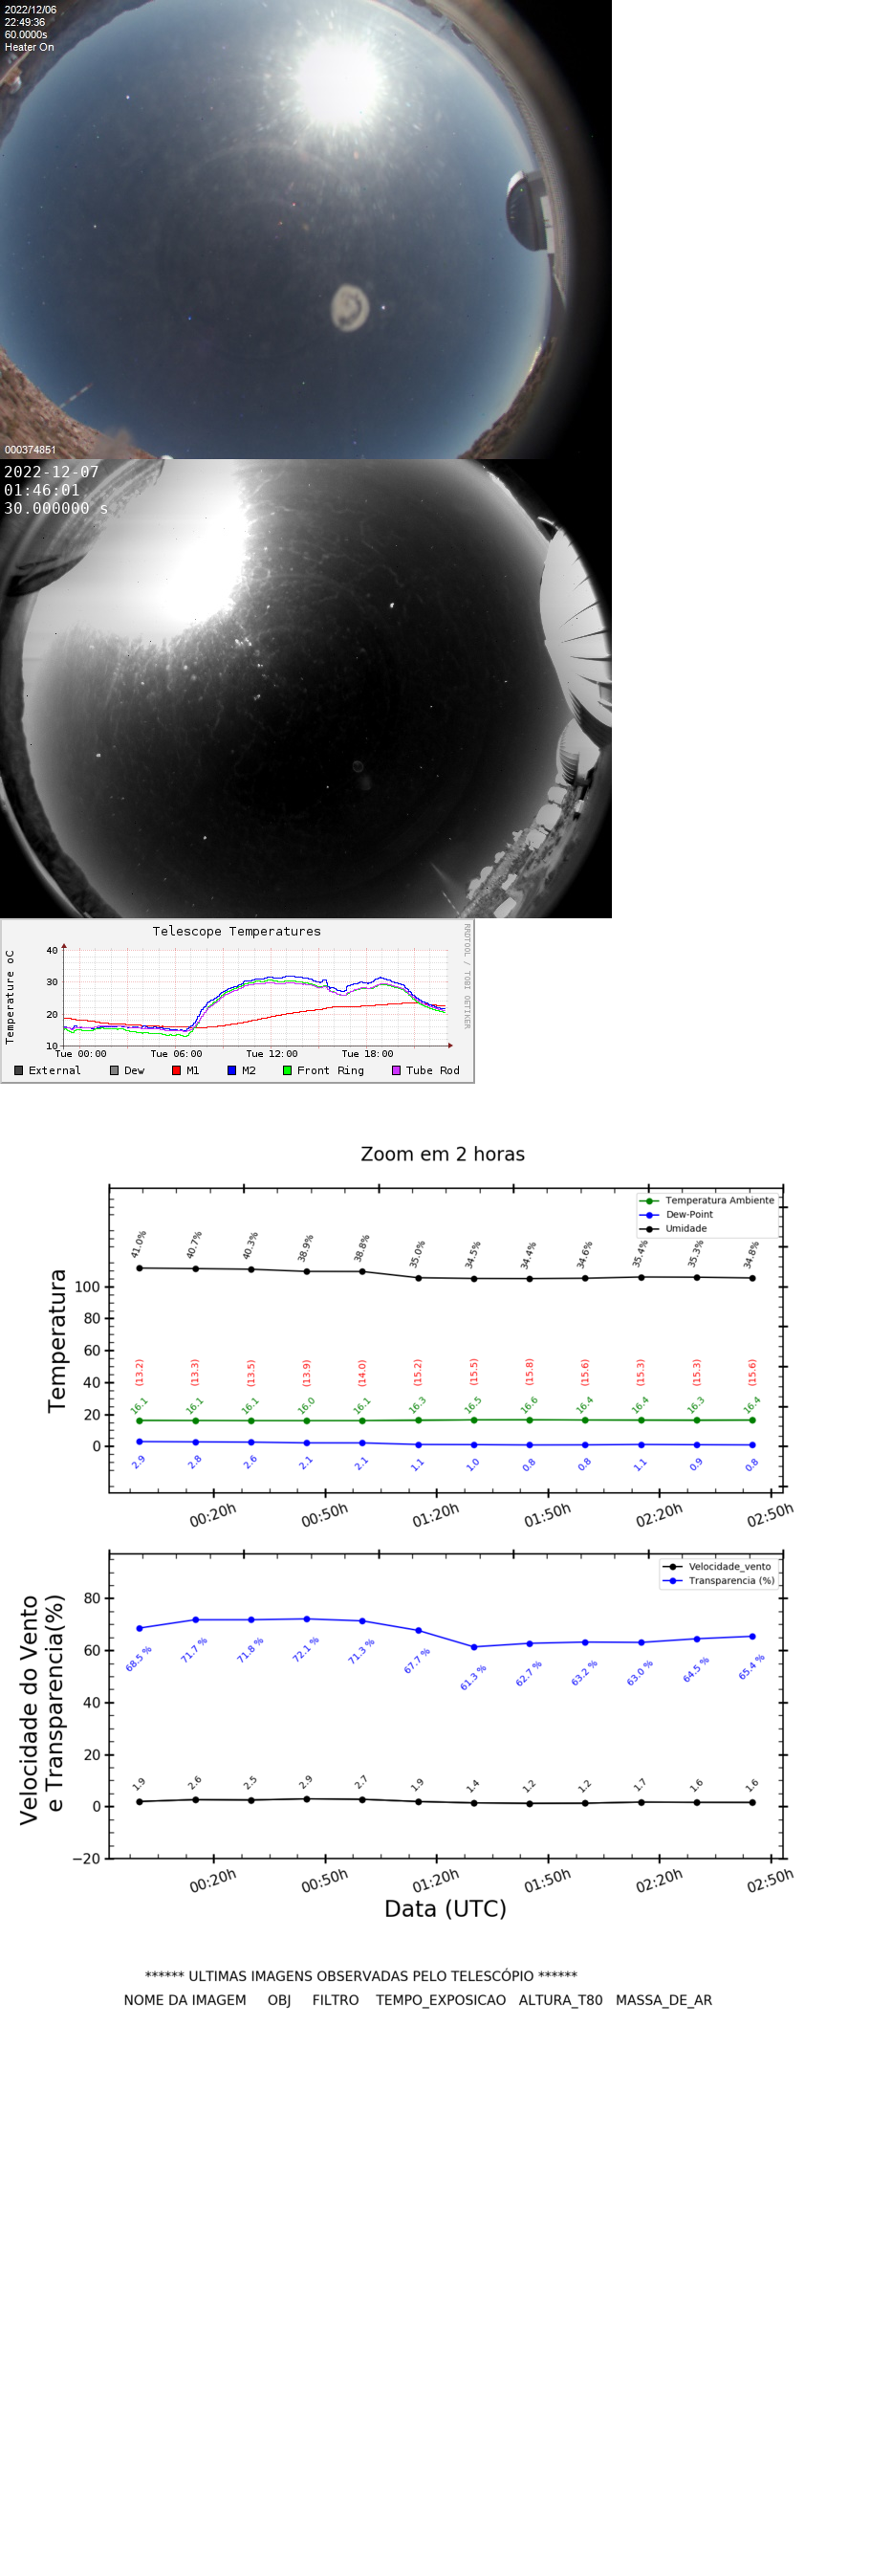 2022/12/06
22:49:36
60.0000s
Heater On
000374851
2022-12-07
01:46:01
30.000000 s
Telescope Temperatures
RRDTOOL / TOBI OETIKER
Temperature oC
40
30
20
10
Tue 00:00 Tue 06:00 Tue 12:00 Tue 18:00
External Dew M1 M2 Front Ring Tube Rod
Zoom em 2 horas
Temperatura Ambiente
Dew-Point
Umidade
41.0% 40.7% 40.3% 38.9% 38.8% 35.0% 34.5% 34.4% 34.6% 35.4% 35.3% 34.8%
Temperatura
100
80
60
40
20
0
(13.2) (13.3) (13.5) (13.9) (14.0) (15.2) (15.5) (15.8) (15.6) (15.3) (15.3) (15.6)
16.1 16.1 16.1 16.0 16.1 16.3 16.5 16.6 16.4 16.4 16.3 16.4
2.9 2.8 2.6 2.1 2.1 1.1 1.0 0.8 0.8 1.1 0.9 0.8
00:20h 00:50h 01:20h 01:50h 02:20h 02:50h
Velocidade_vento
Transparencia (%)
Velocidade do Vento
e Transparencia(%)
80
60
40
20
0
−20
68.5 % 71.7 % 71.8 % 72.1 % 71.3 % 67.7 % 61.3 % 62.7 % 63.2 % 63.0 % 64.5 % 65.4 %
1.9 2.6 2.5 2.9 2.7 1.9 1.4 1.2 1.2 1.7 1.6 1.6
00:20h 00:50h 01:20h 01:50h 02:20h 02:50h
Data (UTC)
****** ULTIMAS IMAGENS OBSERVADAS PELO TELESCÓPIO ******
NOME DA IMAGEM OBJ FILTRO TEMPO_EXPOSICAO ALTURA_T80 MASSA_DE_AR